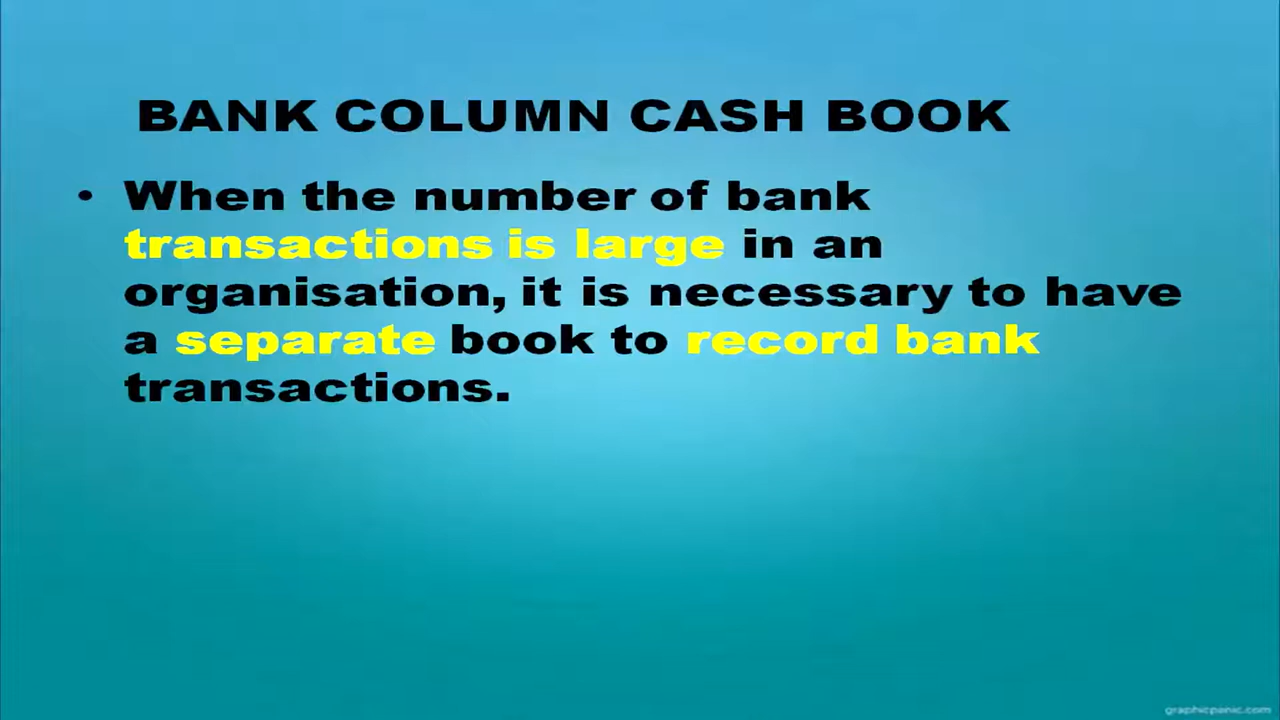 BANK COLUMN CASH BOOK
• When the number of bank
transactions is large in an
organisation, it is necessary to have
a separate book to record bank
transactions.
graphicpanic.com